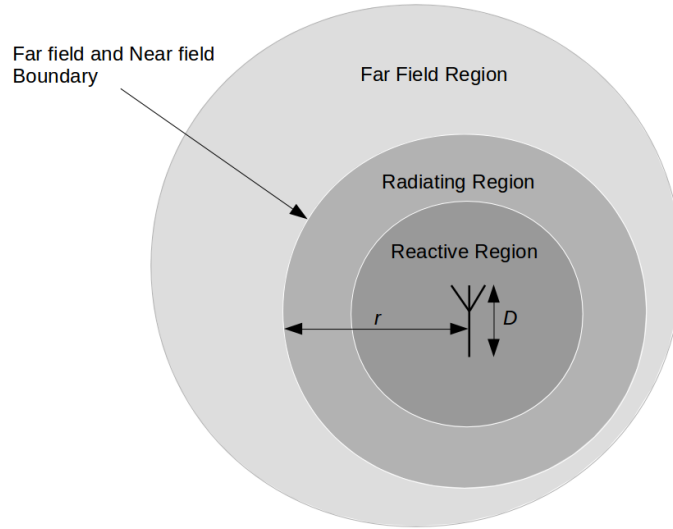 Far field and Near field
Boundary
Far Field Region
Radiating Region
Reactive Region
r
D